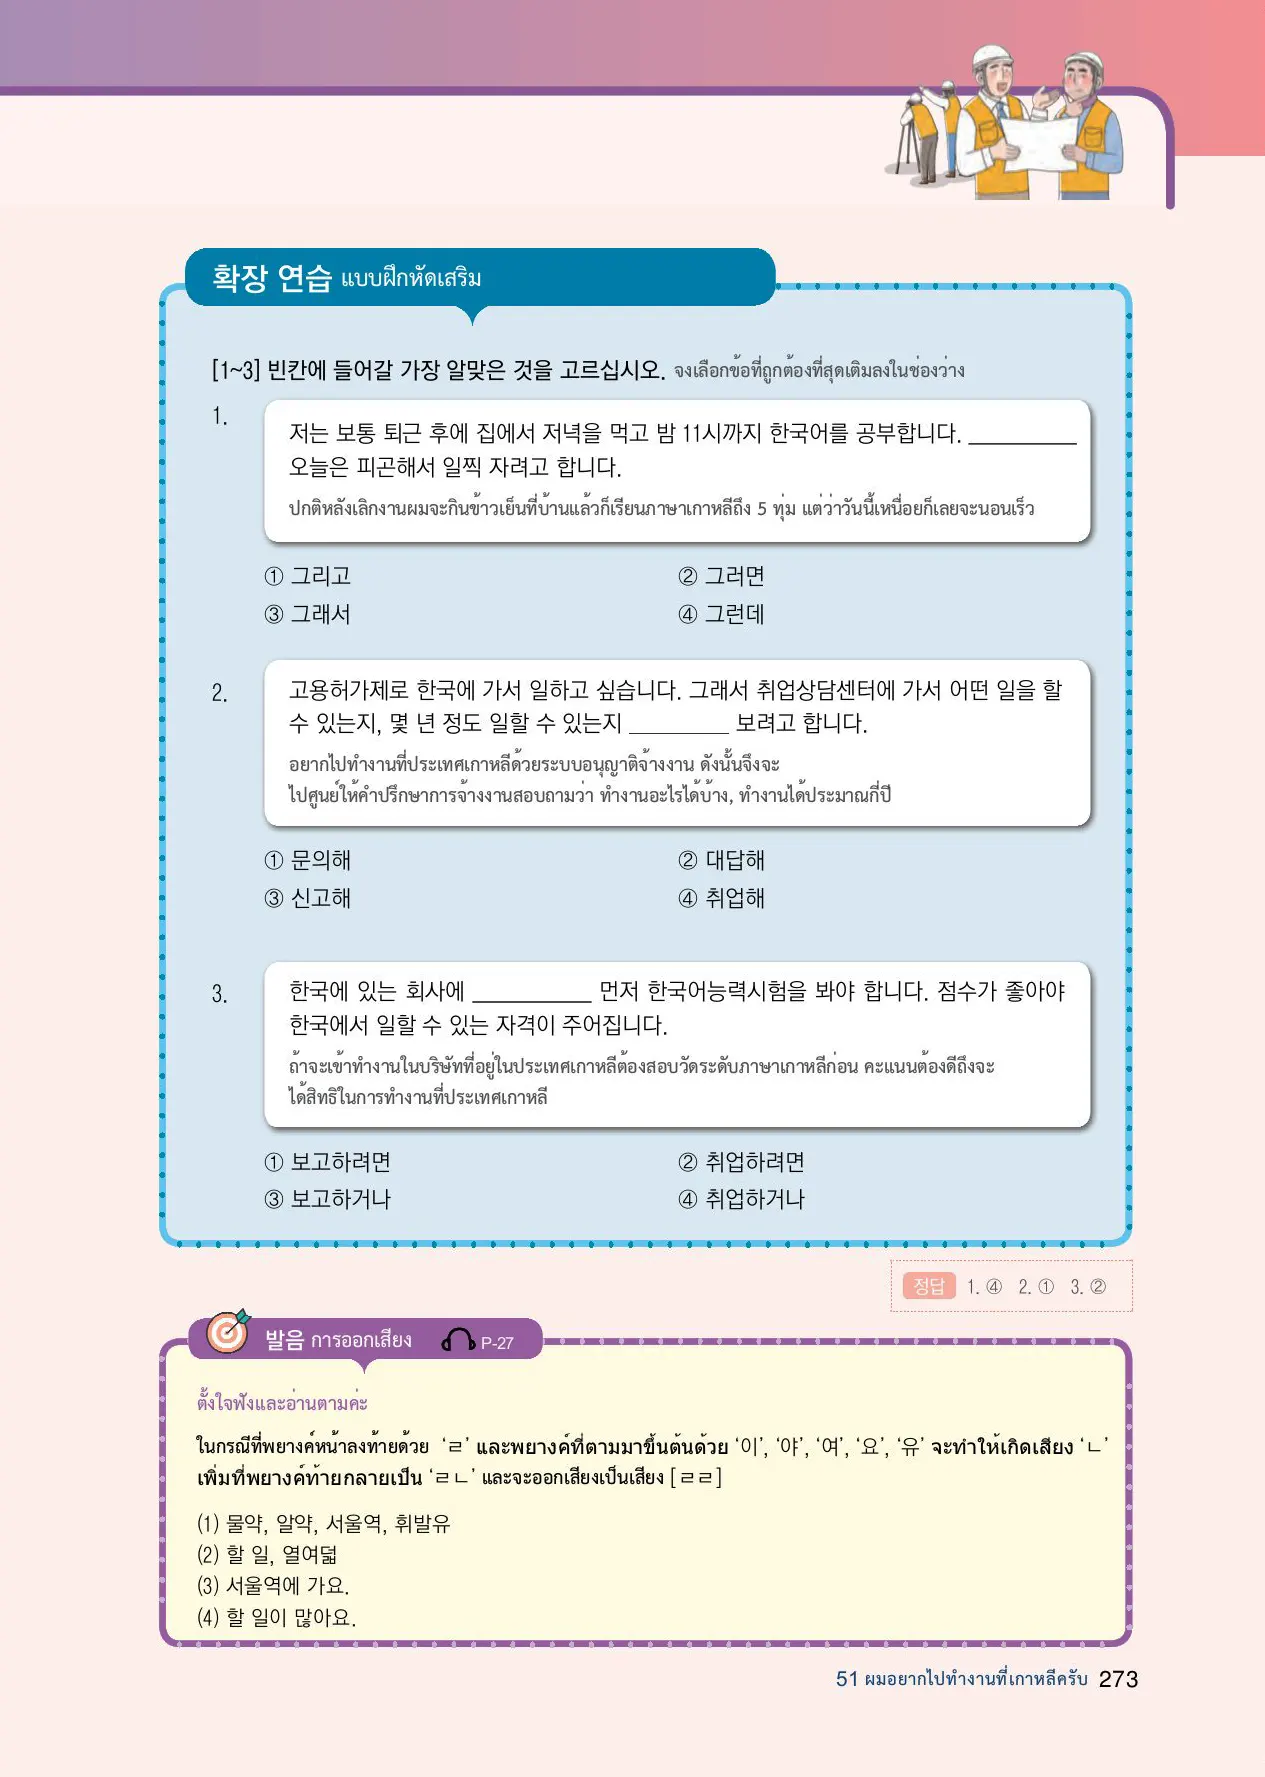 확장 연습 แบบฝึกหัดเสริม
[1~3] 빈칸에 들어갈 가장 알맞은 것을 고르십시오. จงเลือกข้อที่ถูกต้องที่สุดเติมลงในช่องว่าง
1.
저는 보통 퇴근 후에 집에서 저녁을 먹고 밤 11시까지 한국어를 공부합니다. __________
오늘은 피곤해서 일찍 자려고 합니다.
ปกติหลังเลิกงานผมจะกินข้าวเย็นที่บ้านแล้วก็เรียนภาษาเกาหลีถึง 5 ทุ่ม แต่ว่าวันนี้เหนื่อยก็เลยจะนอนเร็ว
① 그리고 ② 그러면
③ 그래서 ④ 그런데
2.
고용허가제로 한국에 가서 일하고 싶습니다. 그래서 취업상담센터에 가서 어떤 일을 할
수 있는지, 몇 년 정도 일할 수 있는지 _________ 보려고 합니다.
อยากไปทำงานที่ประเทศเกาหลีด้วยระบบอนุญาติจ้างงาน ดังนั้นจึงจะ
ไปศูนย์ให้คำปรึกษาการจ้างงานสอบถามว่า ทำงานอะไรได้บ้าง, ทำงานได้ประมาณกี่ปี
① 문의해 ② 대답해
③ 신고해 ④ 취업해
3.
한국에 있는 회사에 ___________ 먼저 한국어능력시험을 봐야 합니다. 점수가 좋아야
한국에서 일할 수 있는 자격이 주어집니다.
ถ้าจะเข้าทำงานในบริษัทที่อยู่ในประเทศเกาหลีต้องสอบวัดระดับภาษาเกาหลีก่อน คะแนนต้องดีถึงจะ
ได้สิทธิในการทำงานที่ประเทศเกาหลี
① 보고하려면 ② 취업하려면
③ 보고하거나 ④ 취업하거나
정답 1. ④ 2. ① 3. ②
발음 การออกเสียง P-27
ตั้งใจฟังและอ่านตามค่ะ
ในกรณีที่พยางค์หน้าลงท้ายด้วย ‘ㄹ’ และพยางค์ที่ตามมาขึ้นต้นด้วย ‘이’, ‘야’, ‘여’, ‘요’, ‘유’ จะทำให้เกิดเสียง ‘ㄴ’
เพิ่มที่พยางค์ท้ายกลายเป็น ‘ㄹㄴ’ และจะออกเสียงเป็นเสียง [ㄹㄹ]
(1) 물약, 알약, 서울역, 휘발유
(2) 할 일, 열여덟
(3) 서울역에 가요.
(4) 할 일이 많아요.
51 ผมอยากไปทำงานที่เกาหลีครับ 273